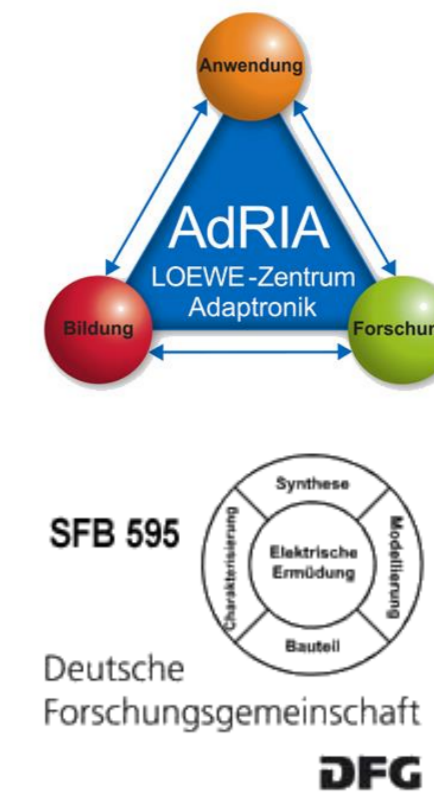 Anwendung
AdRIA
LOEWE-Zentrum
Adaptronik
Bildung
Forschun
SFB 595
Synthese
Charakterisierung
Elektrische
Ermüdung
Modellierung
Bauteil
Deutsche
Forschungsgemeinschaft
DFG